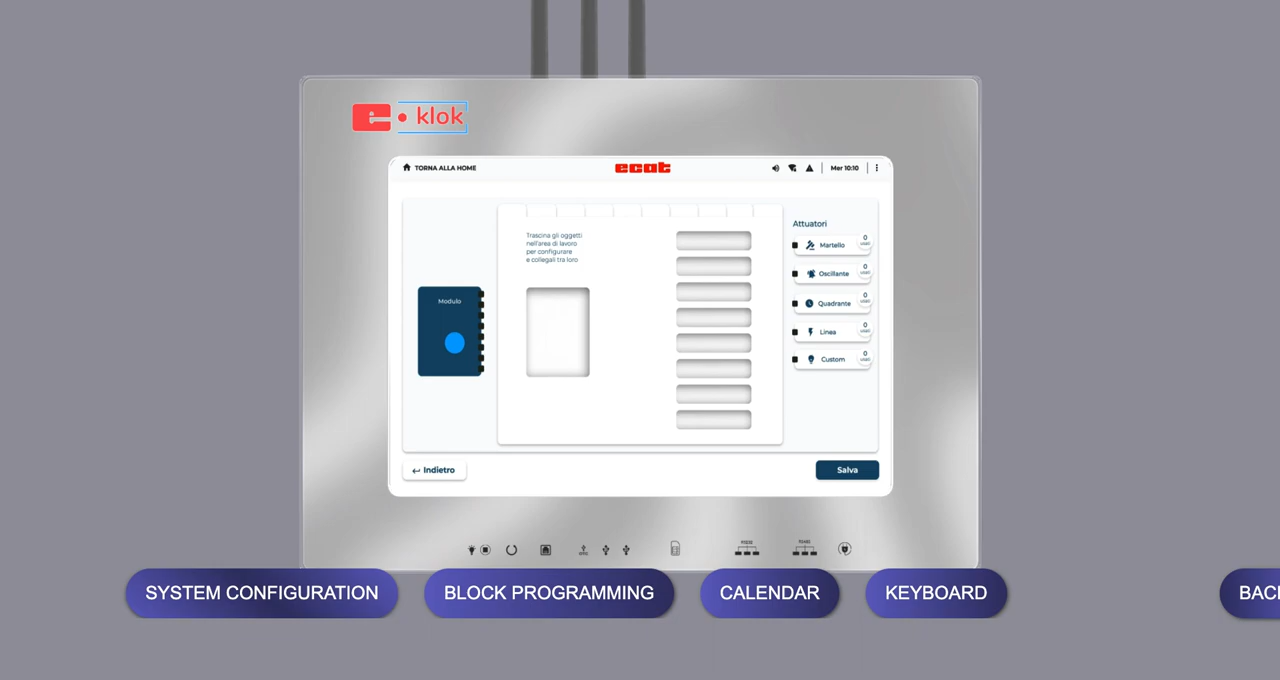 e klok
TORNA ALLA HOME
ecat
Mer 10:10
Trascina gli oggetti
nell'area di lavoro
per configurare
e collegali tra loro
Modulo
Attuatori
Martello
0
Oscillante
0
Quadrante
0
Linea
0
Custom
0
Indietro
Salva
SYSTEM CONFIGURATION
BLOCK PROGRAMMING
CALENDAR
KEYBOARD
BAC